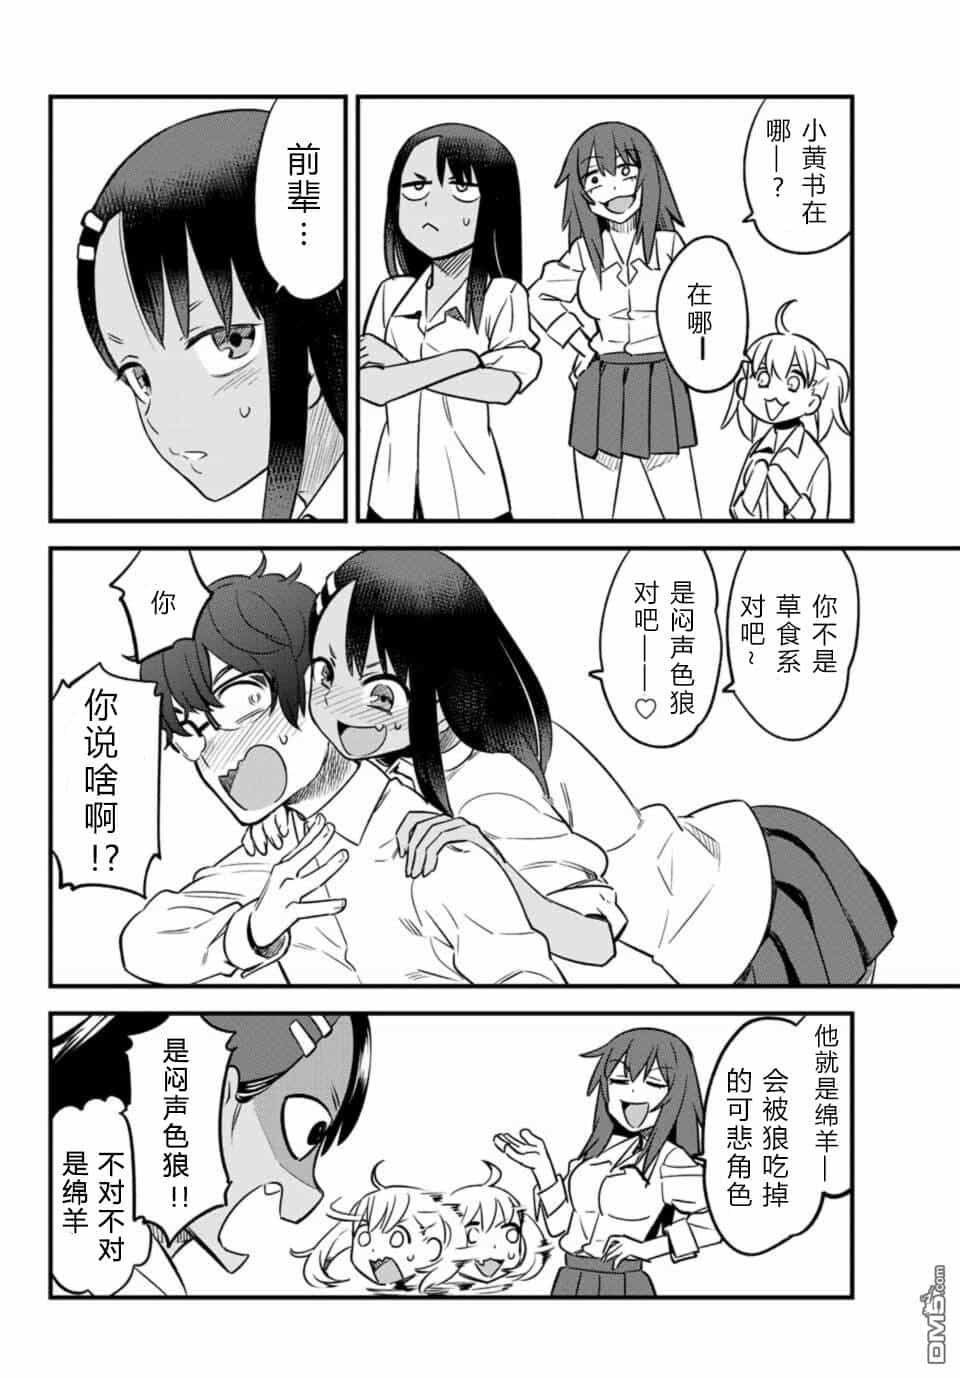 小黄书在
哪—?
在哪—
前辈…
你不是
草食系
对吧~
是闷声色狼
对吧——♡
你
你说啥啊!?
他就是绵羊—
会被狼吃掉
的可悲角色
是闷声色狼!!
不对不对
是绵羊
DM5.com